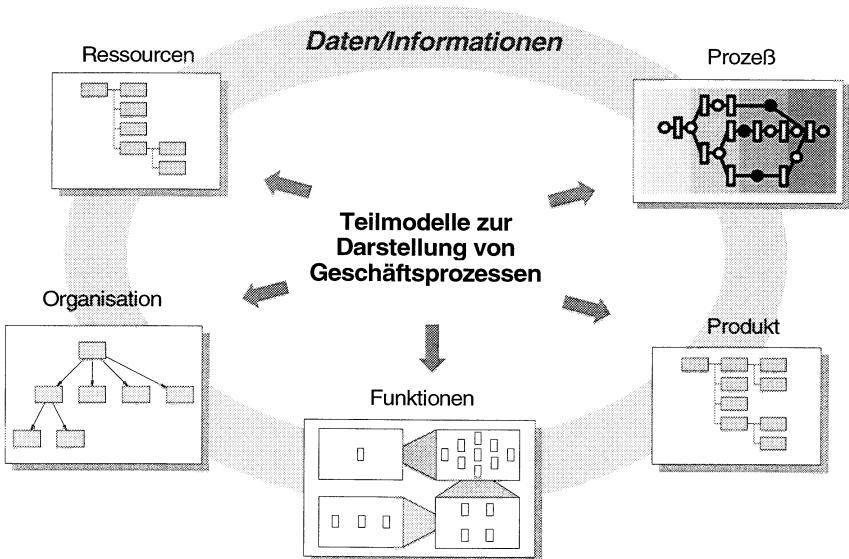 Daten/Informationen
Ressourcen
Prozeß
Teilmodelle zur
Darstellung von
Geschäftsprozessen
Organisation
Produkt
Funktionen